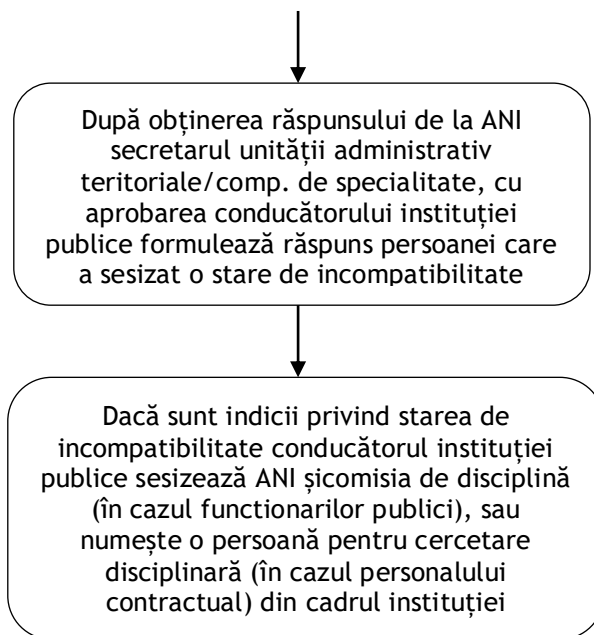 După obținerea răspunsului de la ANI
secretarul unității administrativ
teritoriale/comp. de specialitate, cu
aprobarea conducătorului instituției
publice formulează răspuns persoanei care
a sesizat o stare de incompatibilitate
Dacă sunt indicii privind starea de
incompatibilitate conducătorul instituției
publice sesizează ANI șicomisia de disciplină
(în cazul functionarilor publici), sau
numește o persoană pentru cercetare
disciplinară (în cazul personalului
contractual) din cadrul instituției